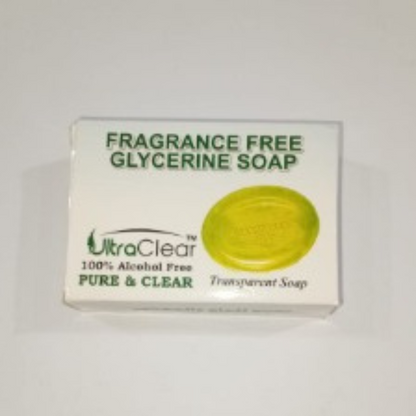 FRAGRANCE FREE
GLYCERINE SOAP
UltraClear™
100% Alcohol Free
PURE & CLEAR
Transparent Soap